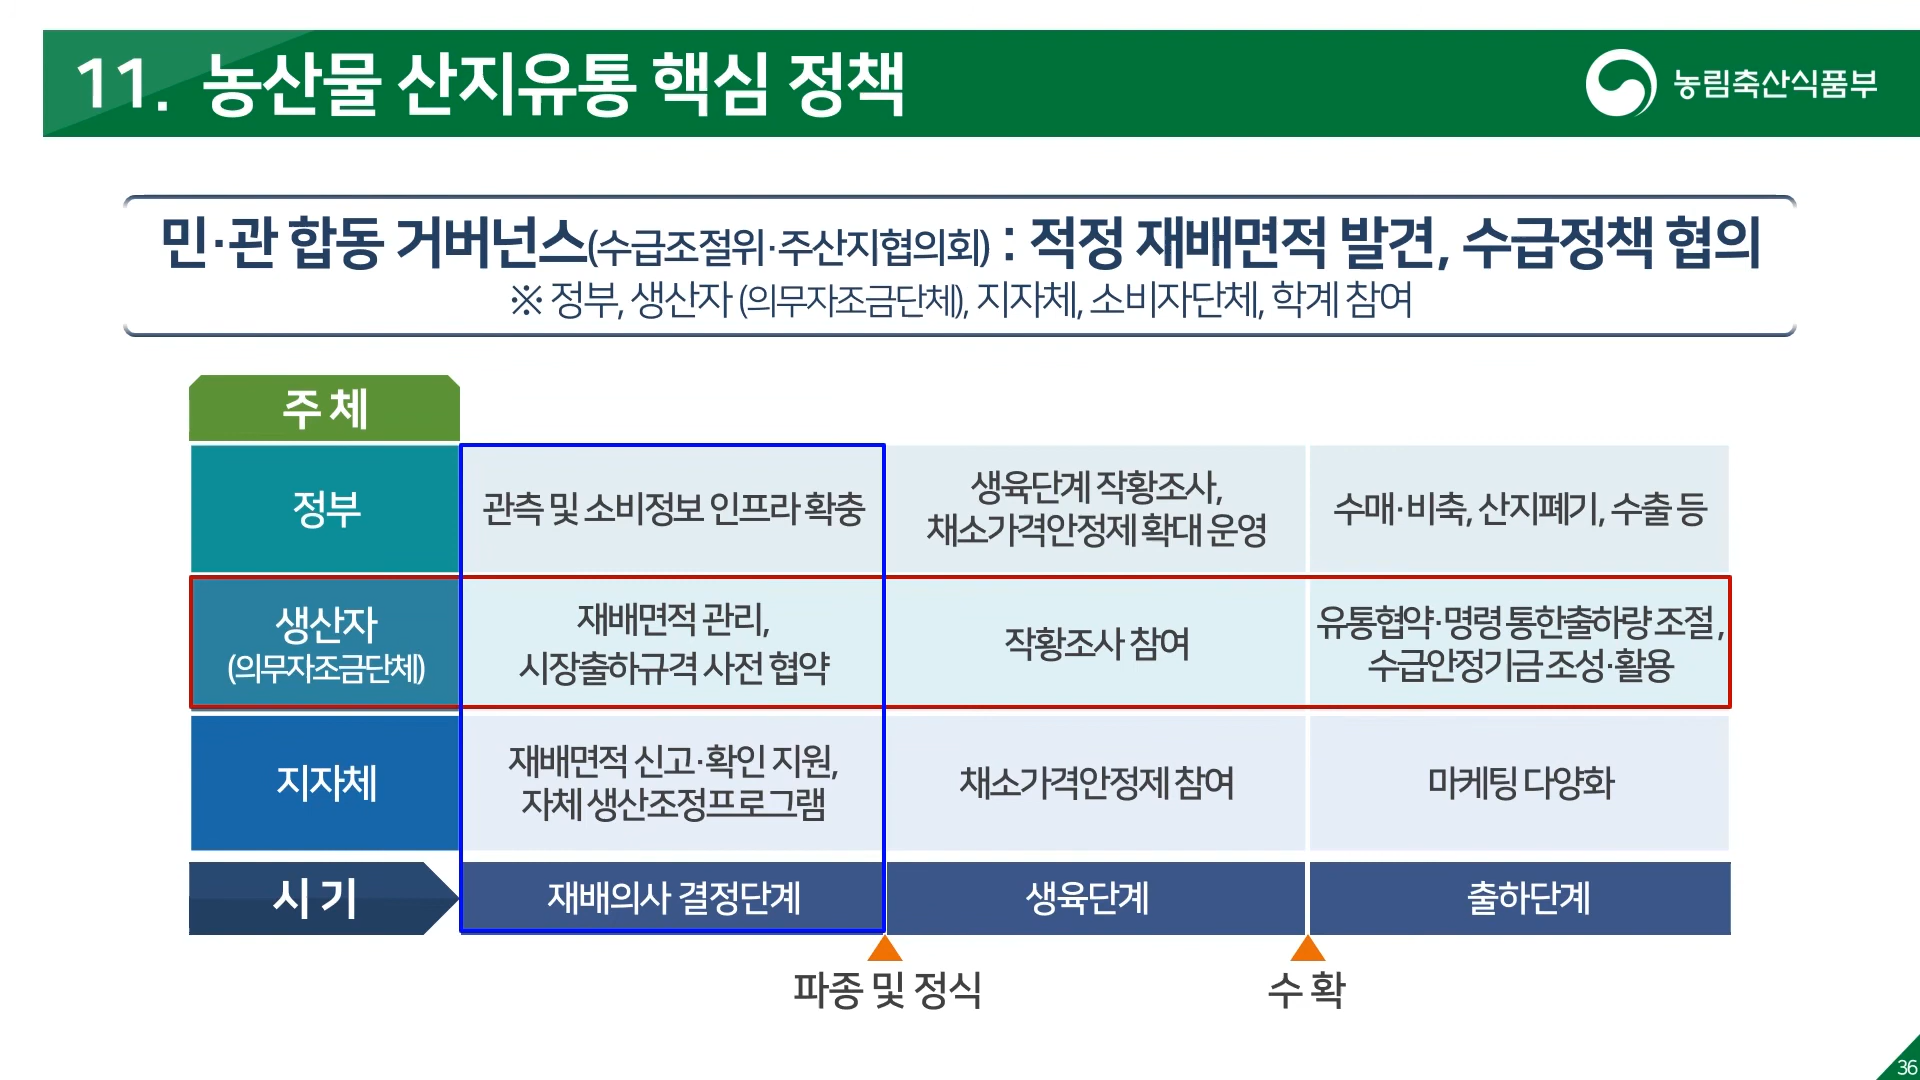 11. 농산물 산지유통 핵심 정책
농림축산식품부
민·관 합동 거버넌스(수급조절위·주산지협의회) : 적정 재배면적 발견, 수급정책 협의
※ 정부, 생산자 (의무자조금단체), 지자체, 소비자단체, 학계 참여
주 체
정부
관측 및 소비정보 인프라 확충
생육단계 작황조사,
채소가격안정제 확대 운영
수매·비축, 산지폐기, 수출 등
생산자
(의무자조금단체)
재배면적 관리,
시장출하규격 사전 협약
작황조사 참여
유통협약·명령 통한출하량 조절,
수급안정기금 조성·활용
지자체
재배면적 신고·확인 지원,
자체 생산조정프로그램
채소가격안정제 참여
마케팅 다양화
시 기
재배의사 결정단계
생육단계
출하단계
파종 및 정식
수 확
36